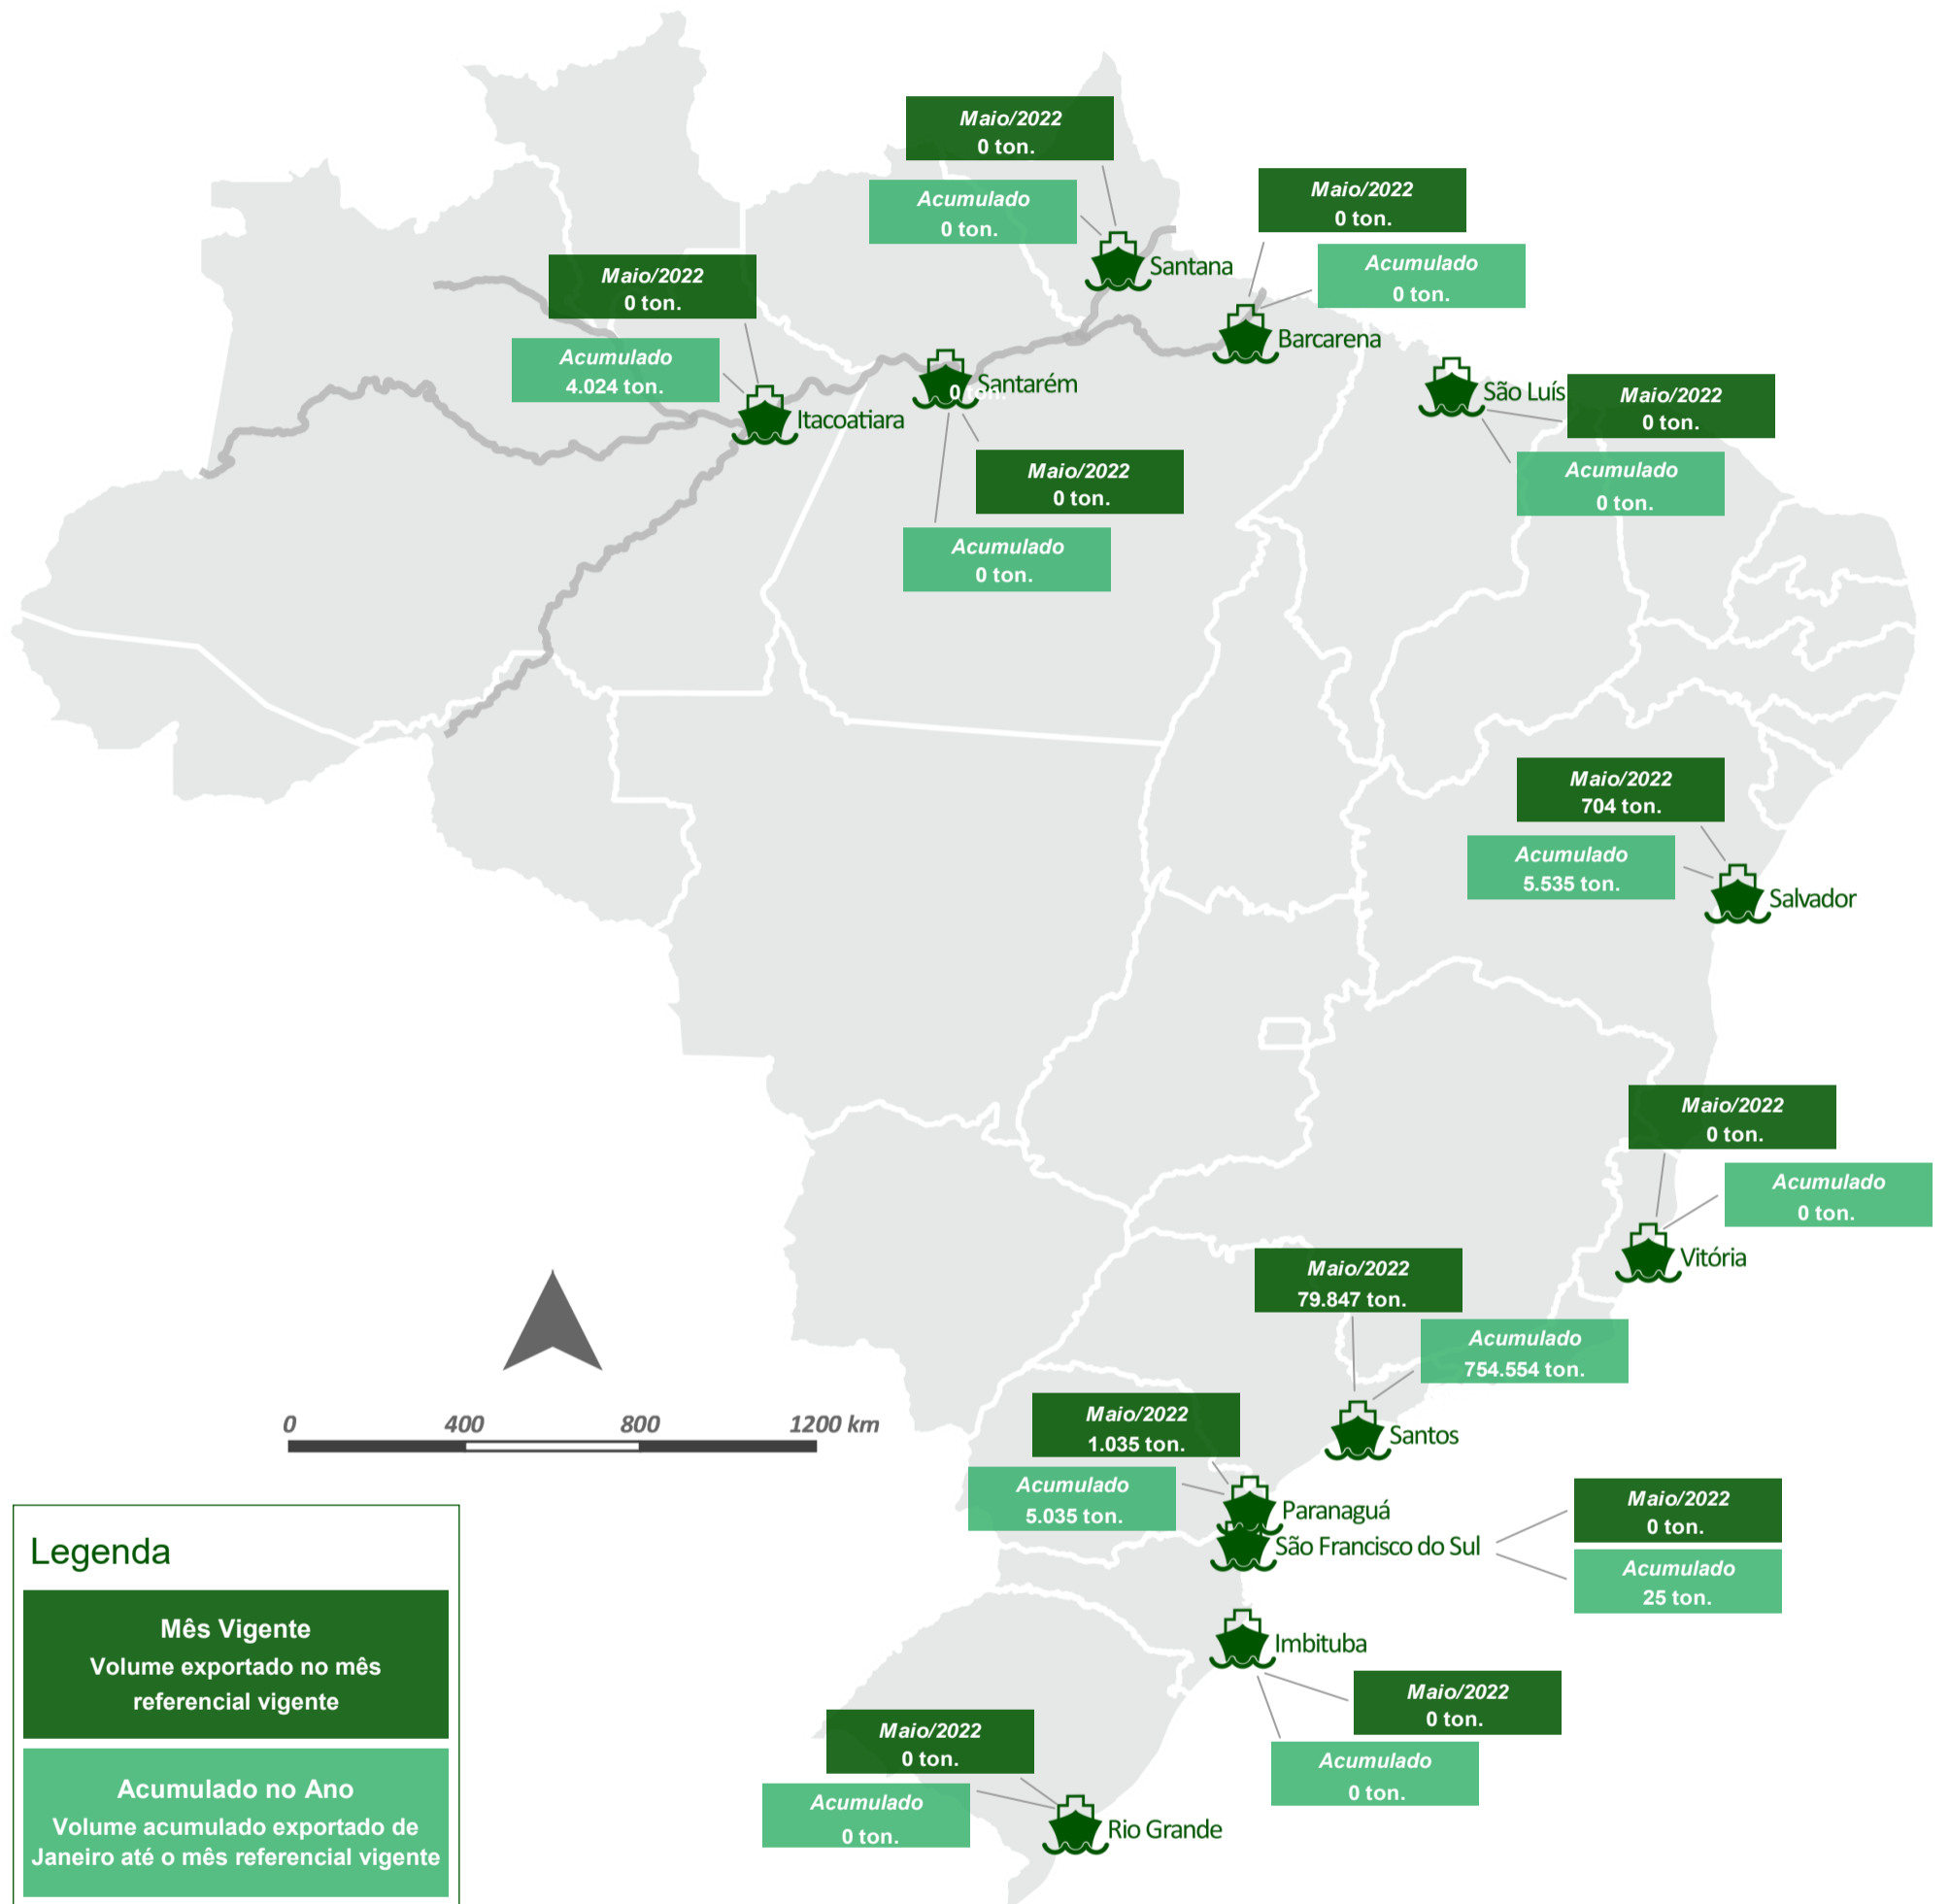 Maio/2022
0 ton.
Acumulado
0 ton.
Santana
Maio/2022
0 ton.
Acumulado
0 ton.
Barcarena
Maio/2022
0 ton.
Acumulado
4.024 ton.
Itacoatiara
Santarém
0 ton.
Maio/2022
0 ton.
Acumulado
0 ton.
São Luís
Maio/2022
0 ton.
Acumulado
0 ton.
Maio/2022
704 ton.
Acumulado
5.535 ton.
Salvador
Maio/2022
0 ton.
Acumulado
0 ton.
Vitória
Maio/2022
79.847 ton.
Acumulado
754.554 ton.
Santos
Maio/2022
1.035 ton.
Acumulado
5.035 ton.
Paranaguá
São Francisco do Sul
Maio/2022
0 ton.
Acumulado
25 ton.
Imbituba
Maio/2022
0 ton.
Acumulado
0 ton.
Maio/2022
0 ton.
Acumulado
0 ton.
Rio Grande
0 400 800 1200 km
Legenda
Mês Vigente
Volume exportado no mês
referencial vigente
Acumulado no Ano
Volume acumulado exportado de
Janeiro até o mês referencial vigente